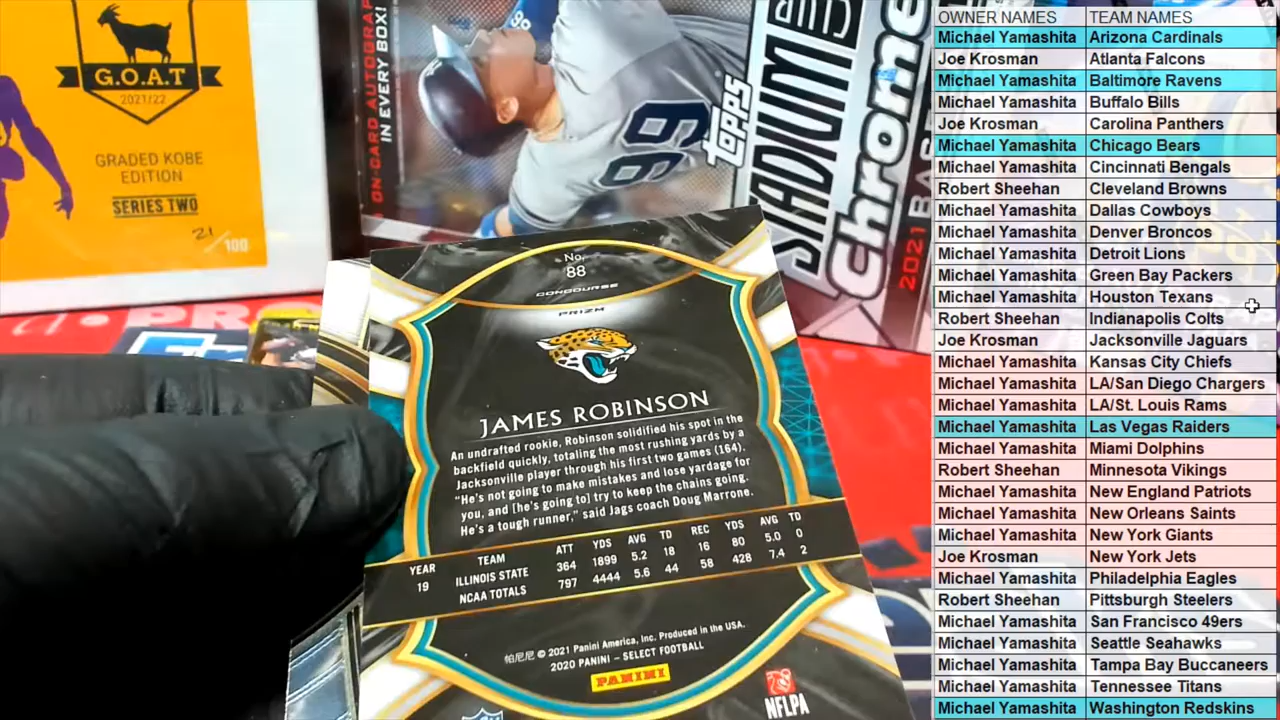 G.O.A.T
2021/22
GRADED KOBE
EDITION
SERIES TWO
21/100
ON-CARD AUTOGRAP
IN EVERY BOX!
99
TOPPS
STADIUM
Chrome
2021
No.
88
CONCOURSE
PRIZM
JAMES ROBINSON
An undrafted rookie, Robinson solidified his spot in the
backfield quickly, totaling the most rushing yards by a
Jacksonville player through his first two games (164).
"He's not going to make mistakes and lose yardage for
you, and [he's going to] try to keep the chains going.
He's a tough runner," said Jags coach Doug Marrone.
YEAR TEAM ATT YDS AVG TD REC YDS AVG TD
19 ILLINOIS STATE 364 1899 5.2 18 16 80 5.0 0
NCAA TOTALS 797 4444 5.6 44 58 428 7.4 2
帕尼尼 © 2021 Panini America, Inc. Produced in the USA.
2020 PANINI – SELECT FOOTBALL
PANINI
NFLPA
OWNER NAMES TEAM NAMES
Michael Yamashita Arizona Cardinals
Joe Krosman Atlanta Falcons
Michael Yamashita Baltimore Ravens
Michael Yamashita Buffalo Bills
Joe Krosman Carolina Panthers
Michael Yamashita Chicago Bears
Michael Yamashita Cincinnati Bengals
Robert Sheehan Cleveland Browns
Michael Yamashita Dallas Cowboys
Michael Yamashita Denver Broncos
Michael Yamashita Detroit Lions
Michael Yamashita Green Bay Packers
Michael Yamashita Houston Texans
Robert Sheehan Indianapolis Colts
Joe Krosman Jacksonville Jaguars
Michael Yamashita Kansas City Chiefs
Michael Yamashita LA/San Diego Chargers
Michael Yamashita LA/St. Louis Rams
Michael Yamashita Las Vegas Raiders
Michael Yamashita Miami Dolphins
Robert Sheehan Minnesota Vikings
Michael Yamashita New England Patriots
Michael Yamashita New Orleans Saints
Michael Yamashita New York Giants
Joe Krosman New York Jets
Michael Yamashita Philadelphia Eagles
Robert Sheehan Pittsburgh Steelers
Michael Yamashita San Francisco 49ers
Michael Yamashita Seattle Seahawks
Michael Yamashita Tampa Bay Buccaneers
Michael Yamashita Tennessee Titans
Michael Yamashita Washington Redskins